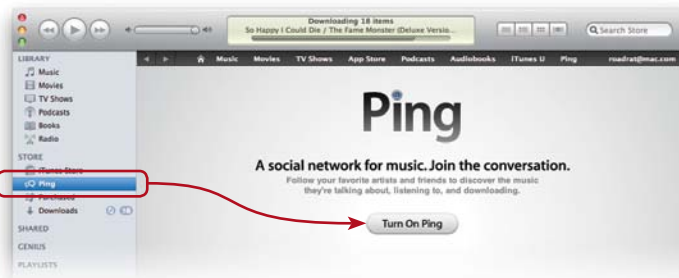 Downloading 18 items
So Happy I Could Die / The Fame Monster (Deluxe Versio...
Search Store
LIBRARY
Music
Movies
TV Shows
Podcasts
Books
Radio
STORE
iTunes Store
Ping
Purchased
Downloads
SHARED
GENIUS
PLAYLISTS
Music Movies TV Shows App Store Podcasts Audiobooks iTunes U Ping roadrat@mac.com
Ping
A social network for music. Join the conversation.
Follow your favorite artists and friends to discover the music
they're talking about, listening to, and downloading.
Turn On Ping